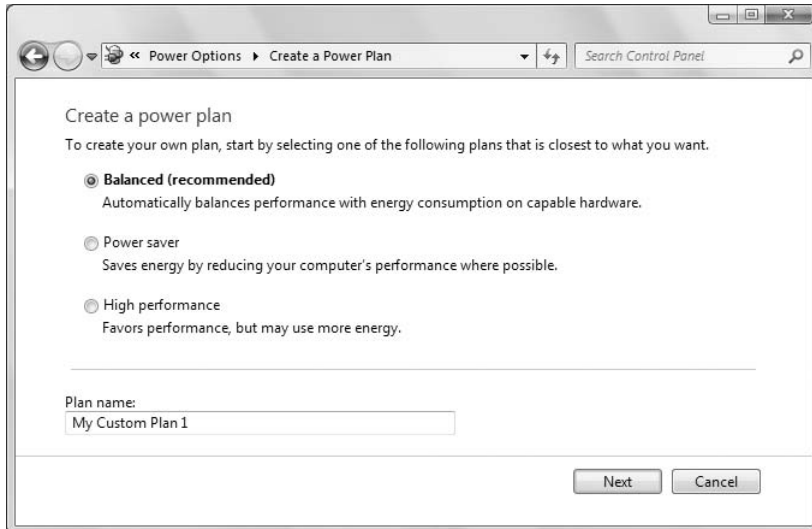 « Power Options ▸ Create a Power Plan
Search Control Panel
Create a power plan
To create your own plan, start by selecting one of the following plans that is closest to what you want.
Balanced (recommended)
Automatically balances performance with energy consumption on capable hardware.
Power saver
Saves energy by reducing your computer's performance where possible.
High performance
Favors performance, but may use more energy.
Plan name:
My Custom Plan 1
Next
Cancel